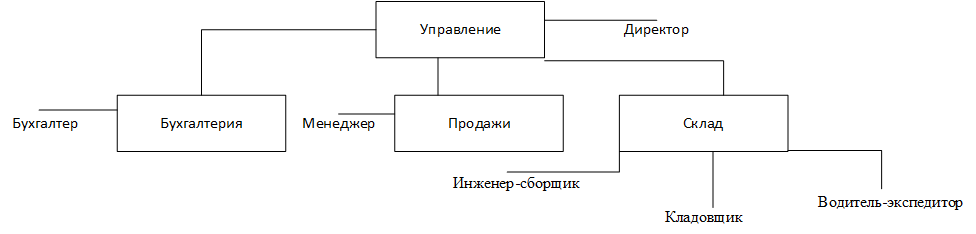 Управление
Директор
Бухгалтер
Бухгалтерия
Менеджер
Продажи
Склад
Инженер-сборщик
Кладовщик
Водитель-экспедитор